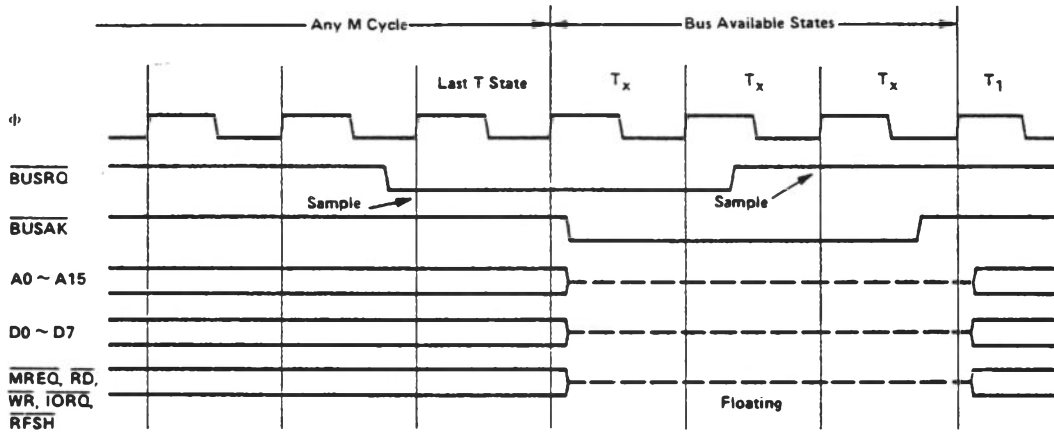 Any M Cycle
Bus Available States
Last T State
Tx
Tx
Tx
T1
Φ
BUSRQ
Sample
Sample
BUSAK
A0 ~ A15
D0 ~ D7
MREQ, RD,
WR, IORQ,
RFSH
Floating